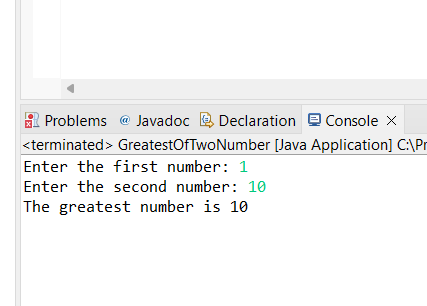 Problems @ Javadoc Declaration Console
<terminated> GreatestOfTwoNumber [Java Application] C:\Pr
Enter the first number: 1
Enter the second number: 10
The greatest number is 10